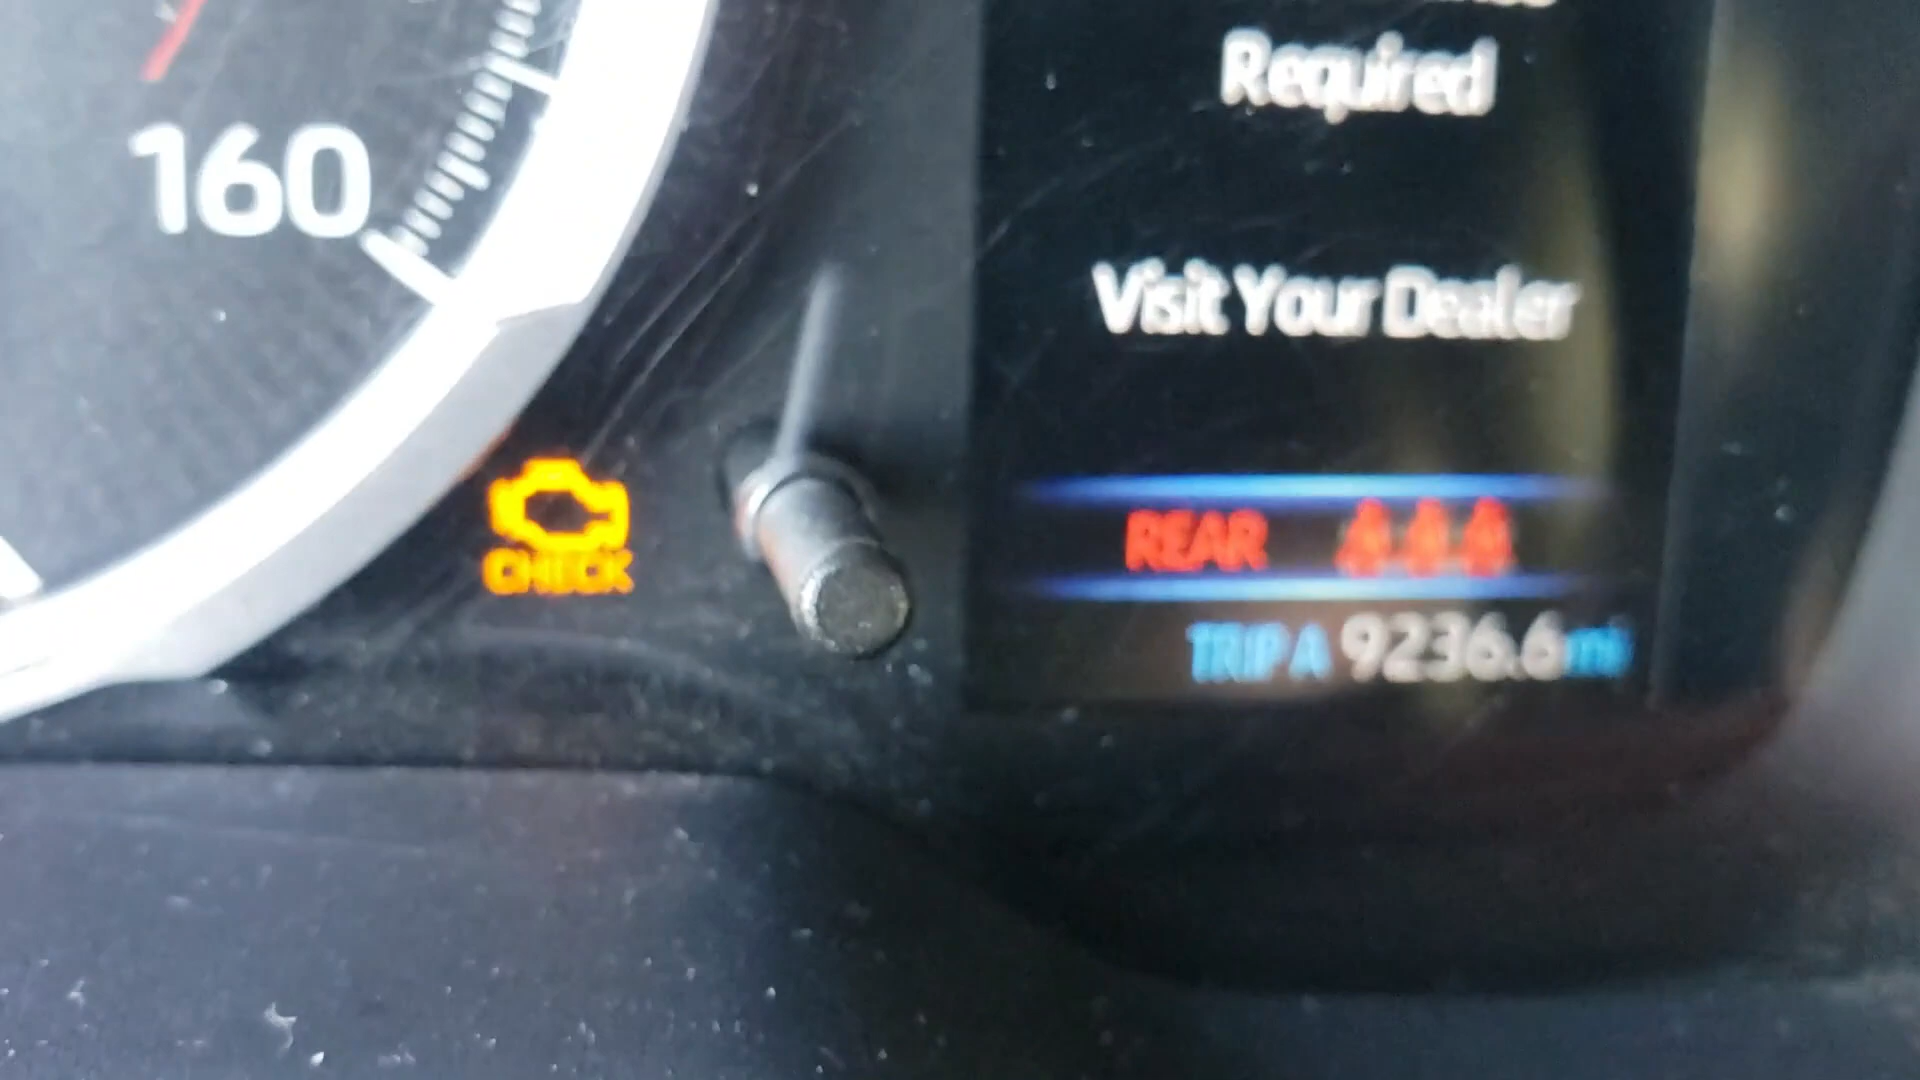 160
Required
Visit Your Dealer
CHECK
REAR
TRIP A 9236.6 mi